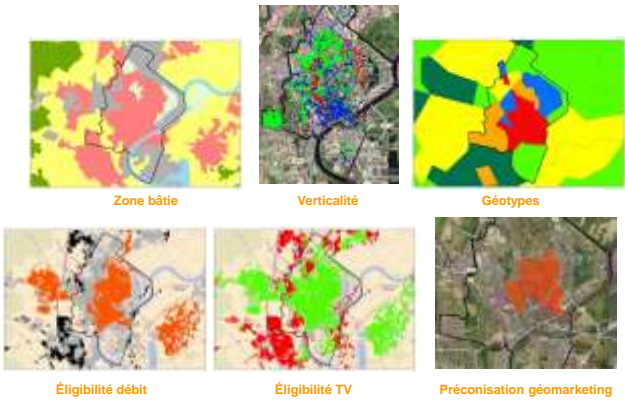 Zone bâtie
Verticalité
Géotypes
Éligibilité débit
Éligibilité TV
Préconisation géomarketing